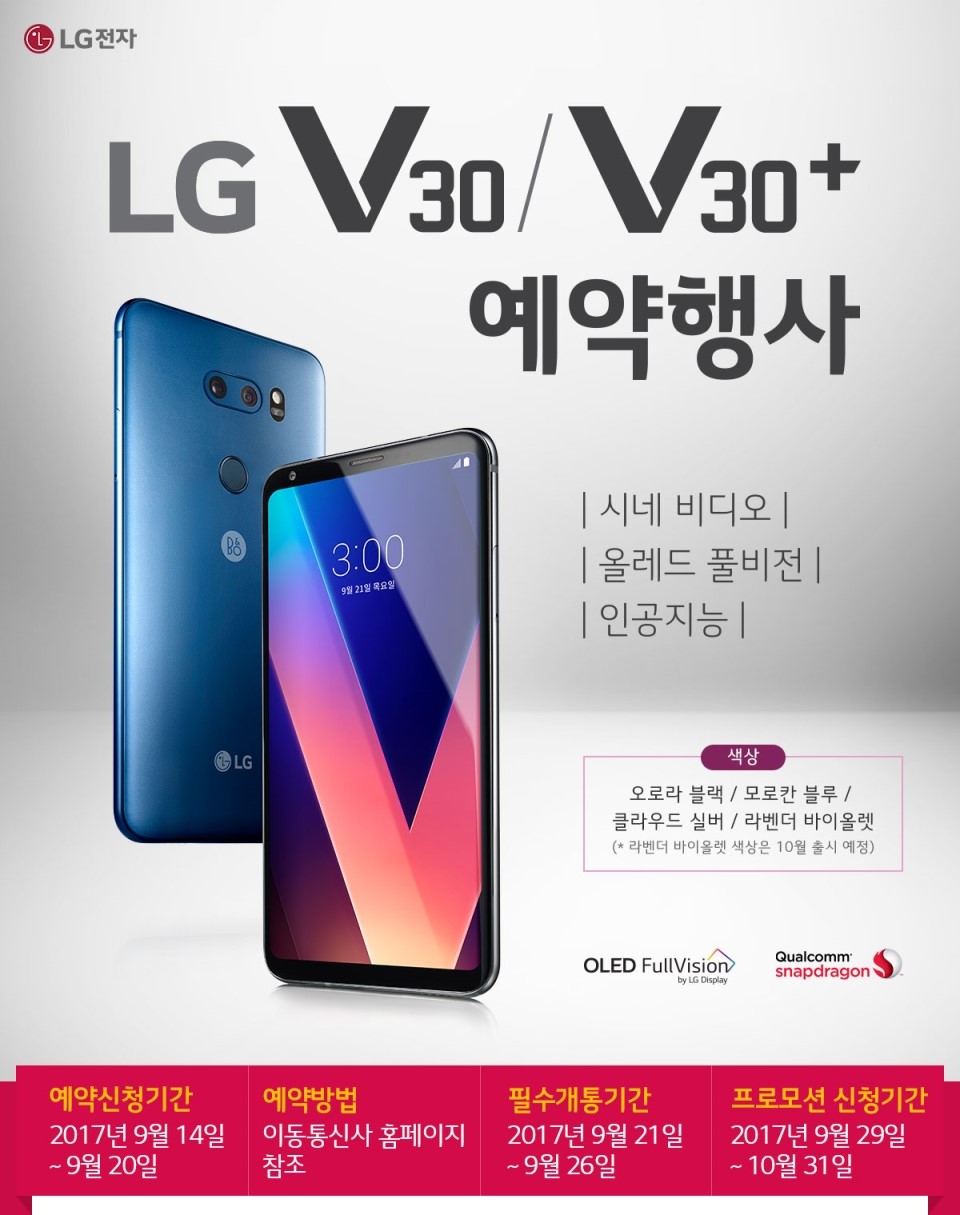 LG전자
LG V30 / V30+
예약행사
| 시네 비디오 |
| 올레드 풀비전 |
| 인공지능 |
B&O
3:00
9월 21일 목요일
LG
색상
오로라 블랙 / 모로칸 블루 /
클라우드 실버 / 라벤더 바이올렛
(* 라벤더 바이올렛 색상은 10월 출시 예정)
OLED FullVision
by LG Display
Qualcomm
snapdragon
예약신청기간
2017년 9월 14일
~ 9월 20일
예약방법
이동통신사 홈페이지
참조
필수개통기간
2017년 9월 21일
~ 9월 26일
프로모션 신청기간
2017년 9월 29일
~ 10월 31일